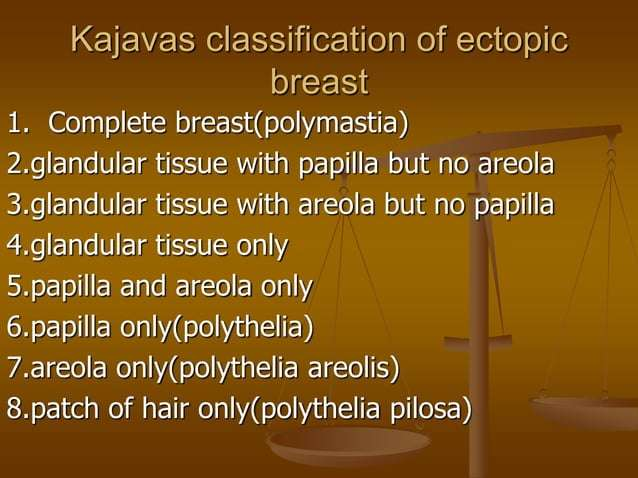 Kajavas classification of ectopic
breast
1.  Complete breast(polymastia)
2.glandular tissue with papilla but no areola
3.glandular tissue with areola but no papilla
4.glandular tissue only
5.papilla and areola only
6.papilla only(polythelia)
7.areola only(polythelia areolis)
8.patch of hair only(polythelia pilosa)